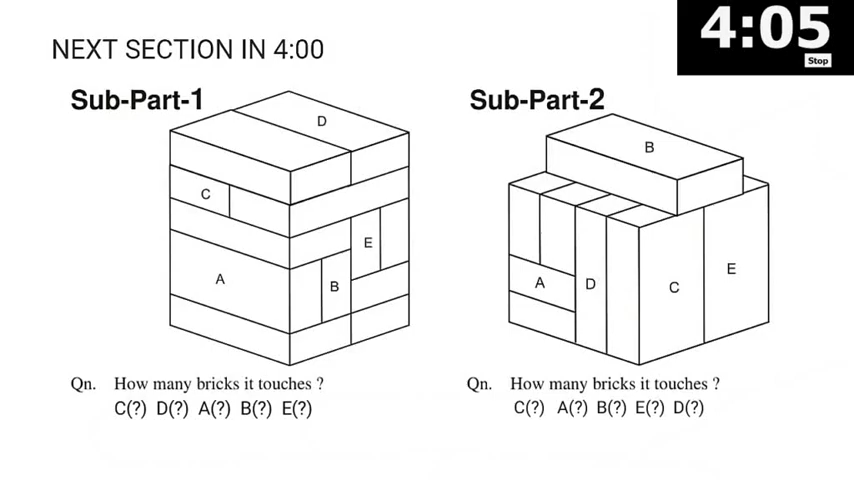 4:05
Stop
NEXT SECTION IN 4:00
Sub-Part-1
D
C
E
A
B
Qn. How many bricks it touches ?
C(?) D(?) A(?) B(?) E(?)
Sub-Part-2
B
E
A
D
C
Qn. How many bricks it touches ?
C(?) A(?) B(?) E(?) D(?)